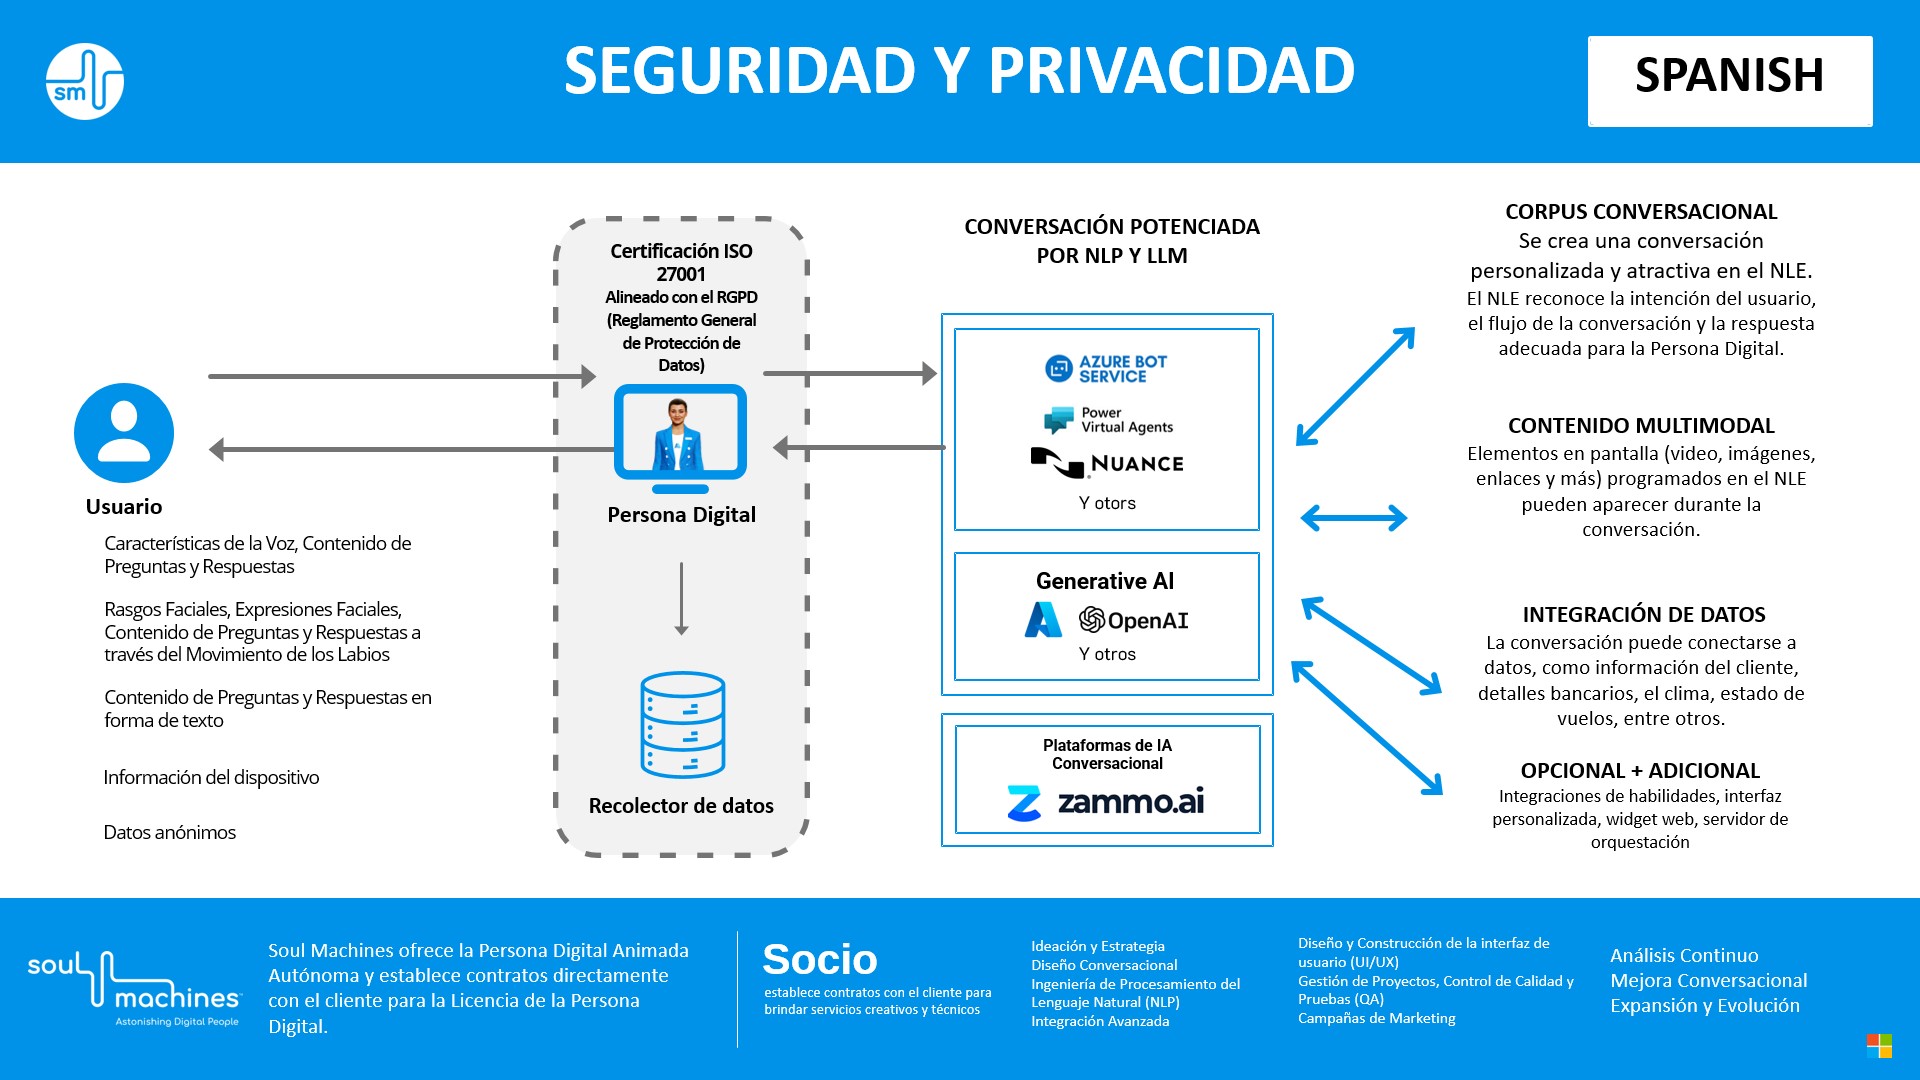 sm
SEGURIDAD Y PRIVACIDAD
SPANISH
Usuario
Características de la Voz, Contenido de
Preguntas y Respuestas
Rasgos Faciales, Expresiones Faciales,
Contenido de Preguntas y Respuestas a
través del Movimiento de los Labios
Contenido de Preguntas y Respuestas en
forma de texto
Información del dispositivo
Datos anónimos
Certificación ISO
27001
Alineado con el RGPD
(Reglamento General
de Protección de
Datos)
Persona Digital
Recolector de datos
CONVERSACIÓN POTENCIADA
POR NLP Y LLM
AZURE BOT
SERVICE
Power
Virtual Agents
NUANCE
Y otors
Generative AI
OpenAI
Y otros
Plataformas de IA
Conversacional
zammo.ai
CORPUS CONVERSACIONAL
Se crea una conversación
personalizada y atractiva en el NLE.
El NLE reconoce la intención del usuario,
el flujo de la conversación y la respuesta
adecuada para la Persona Digital.
CONTENIDO MULTIMODAL
Elementos en pantalla (video, imágenes,
enlaces y más) programados en el NLE
pueden aparecer durante la
conversación.
INTEGRACIÓN DE DATOS
La conversación puede conectarse a
datos, como información del cliente,
detalles bancarios, el clima, estado de
vuelos, entre otros.
OPCIONAL + ADICIONAL
Integraciones de habilidades, interfaz
personalizada, widget web, servidor de
orquestación
soul
machines™
Astonishing Digital People
Soul Machines ofrece la Persona Digital Animada
Autónoma y establece contratos directamente
con el cliente para la Licencia de la Persona
Digital.
Socio
establece contratos con el cliente para
brindar servicios creativos y técnicos
Ideación y Estrategia
Diseño Conversacional
Ingeniería de Procesamiento del
Lenguaje Natural (NLP)
Integración Avanzada
Diseño y Construcción de la interfaz de
usuario (UI/UX)
Gestión de Proyectos, Control de Calidad y
Pruebas (QA)
Campañas de Marketing
Análisis Continuo
Mejora Conversacional
Expansión y Evolución